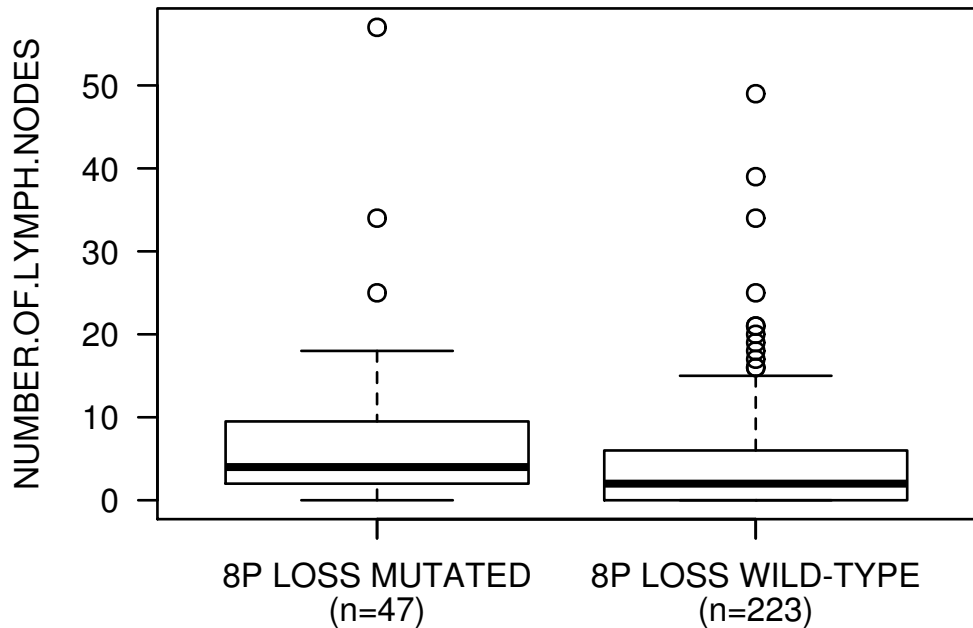 NUMBER.OF.LYMPH.NODES
50
40
30
20
10
0
8P LOSS MUTATED
(n=47)
8P LOSS WILD-TYPE
(n=223)